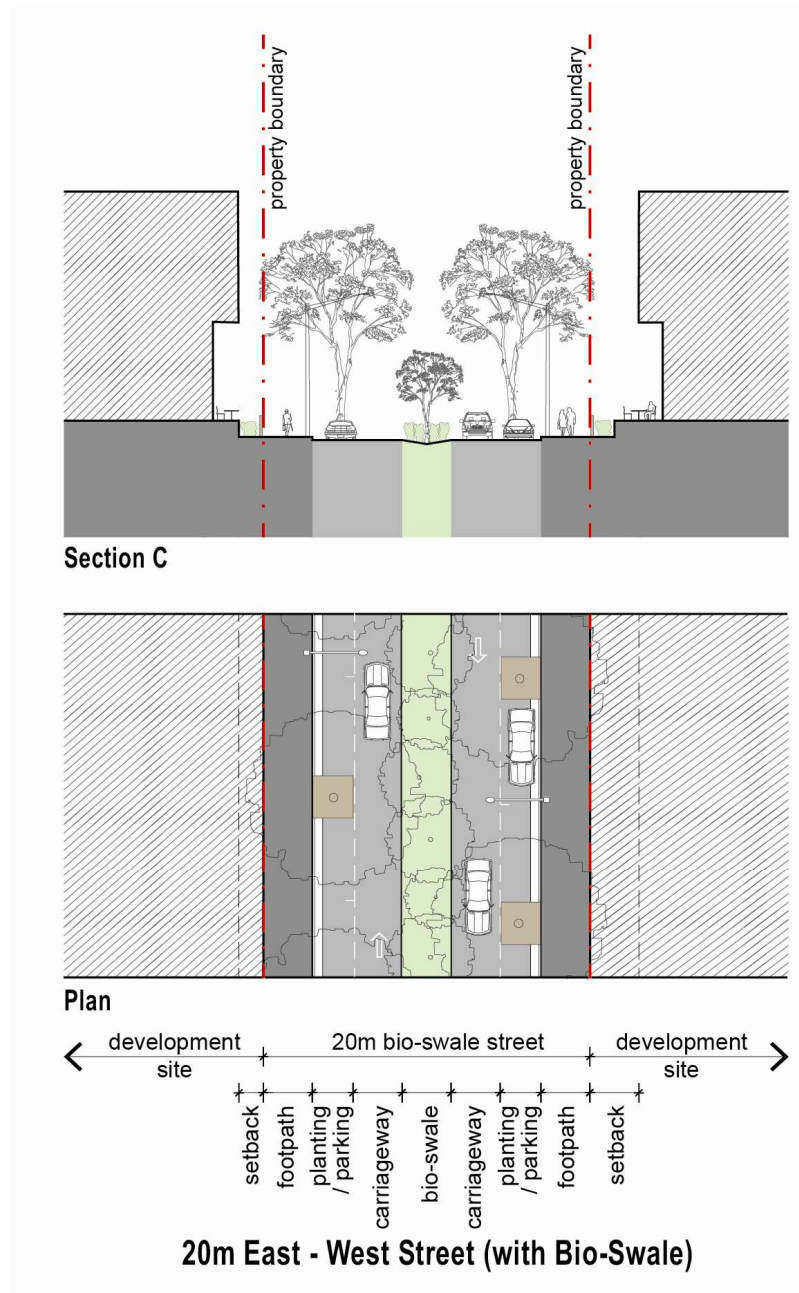 property boundary
property boundary
Section C
Plan
development
site
20m bio-swale street
development
site
setback
footpath
planting
/ parking
carriageway
bio-swale
carriageway
planting
/ parking
footpath
setback
20m East - West Street (with Bio-Swale)